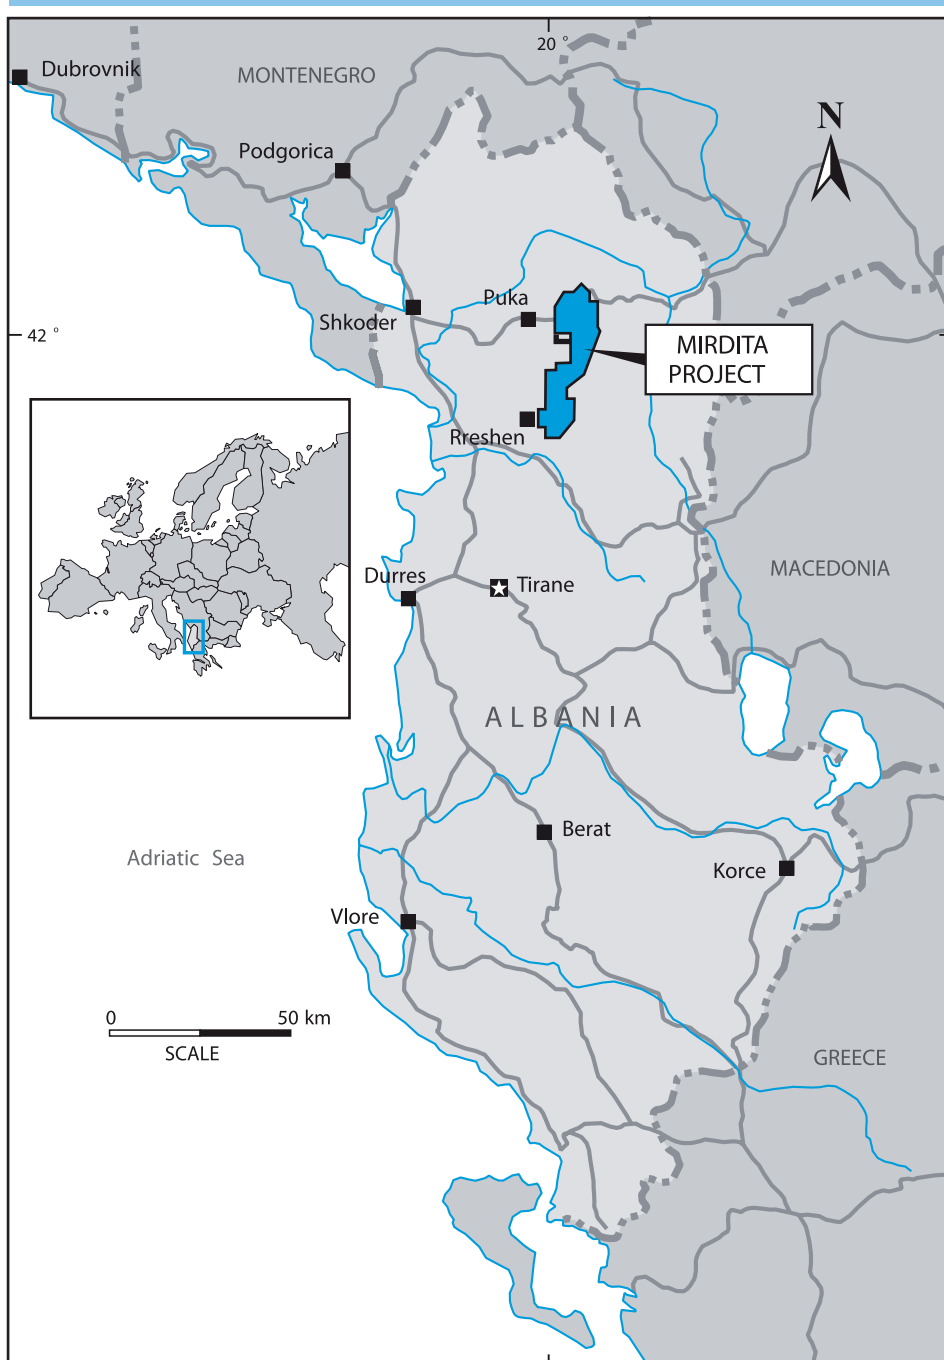 20 °
Dubrovnik
MONTENEGRO
N
Podgorica
Puka
Shkoder
42 °
MIRDITA
PROJECT
Rreshen
MACEDONIA
Durres
Tirane
ALBANIA
Berat
Adriatic Sea
Korce
Vlore
0 50 km
SCALE
GREECE